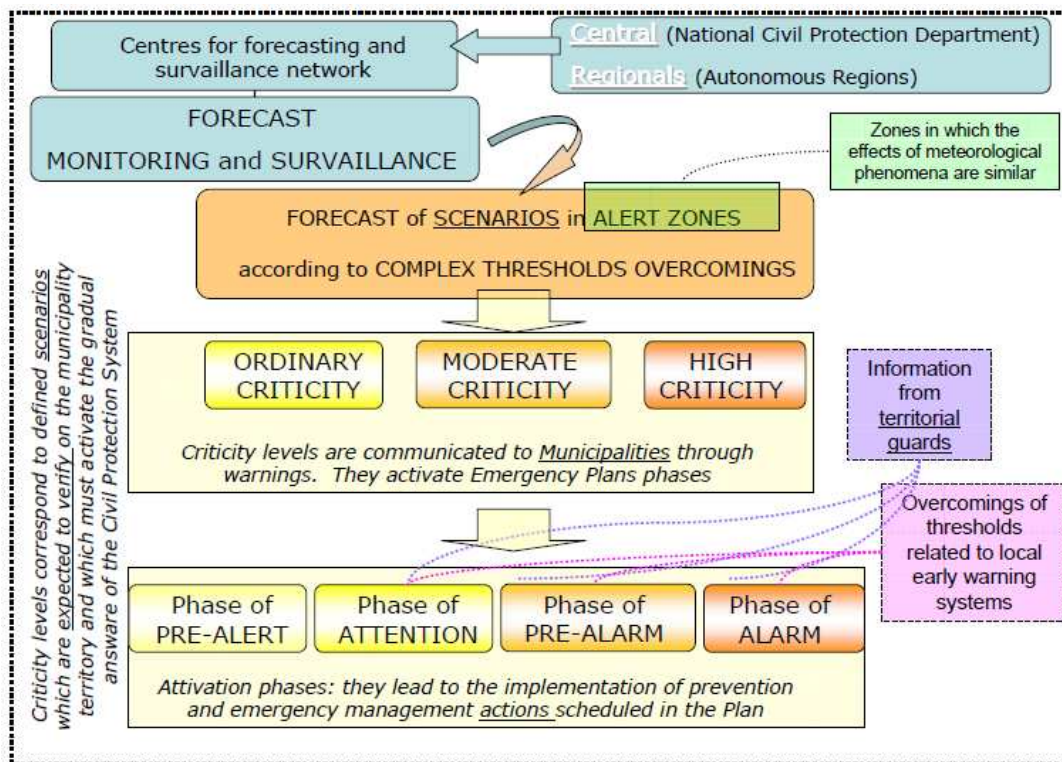 Centres for forecasting and
survaillance network
Central (National Civil Protection Department)
Regionals (Autonomous Regions)
FORECAST
MONITORING and SURVAILLANCE
Zones in which the
effects of meteorological
phenomena are similar
FORECAST of SCENARIOS in ALERT ZONES
according to COMPLEX THRESHOLDS OVERCOMINGS
Criticity levels correspond to defined scenarios
which are expected to verify on the municipality
territory and which must activate the gradual
answare of the Civil Protection System
ORDINARY
CRITICITY
MODERATE
CRITICITY
HIGH
CRITICITY
Criticity levels are communicated to Municipalities through
warnings. They activate Emergency Plans phases
Information
from
territorial
guards
Overcomings of
thresholds
related to local
early warning
systems
Phase of
PRE-ALERT
Phase of
ATTENTION
Phase of
PRE-ALARM
Phase of
ALARM
Attivation phases: they lead to the implementation of prevention
and emergency management actions scheduled in the Plan